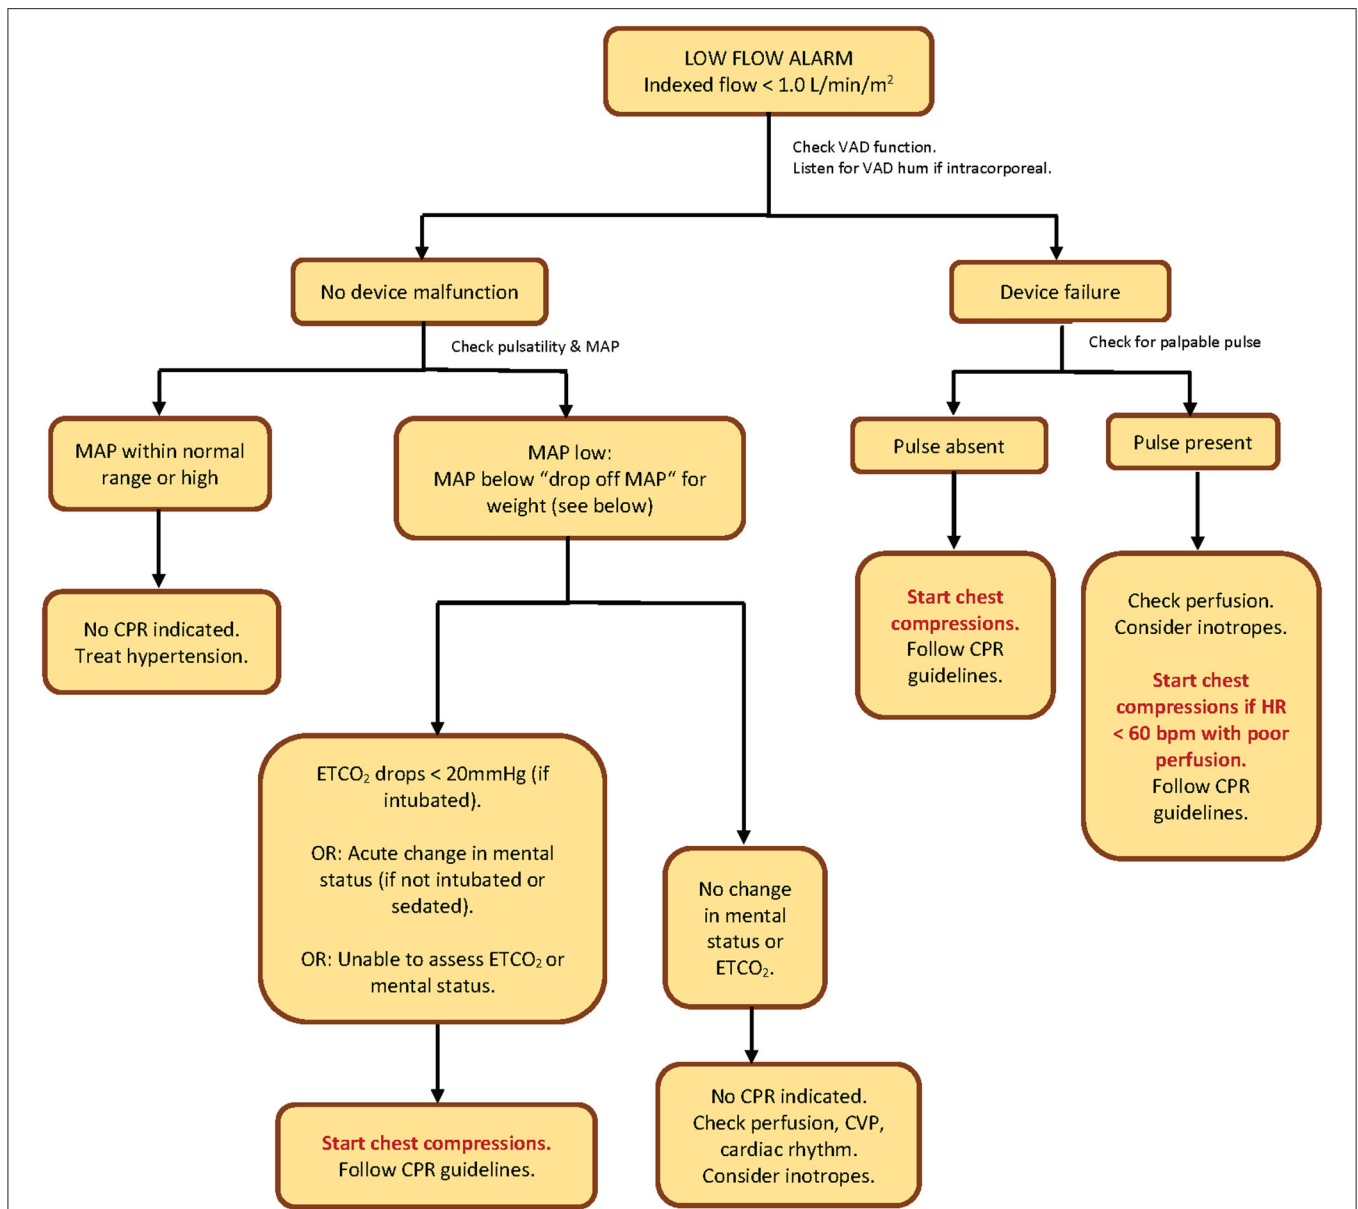 LOW FLOW ALARM
Indexed flow < 1.0 L/min/m²
Check VAD function.
Listen for VAD hum if intracorporeal.
No device malfunction
Device failure
Check pulsatility & MAP
Check for palpable pulse
MAP within normal
range or high
MAP low:
MAP below “drop off MAP“ for
weight (see below)
Pulse absent
Pulse present
No CPR indicated.
Treat hypertension.
Start chest
compressions.
Follow CPR
guidelines.
Check perfusion.
Consider inotropes.
Start chest
compressions if HR
< 60 bpm with poor
perfusion.
Follow CPR
guidelines.
ETCO₂ drops < 20mmHg (if
intubated).
OR: Acute change in mental
status (if not intubated or
sedated).
OR: Unable to assess ETCO₂ or
mental status.
No change
in mental
status or
ETCO₂.
Start chest compressions.
Follow CPR guidelines.
No CPR indicated.
Check perfusion, CVP,
cardiac rhythm.
Consider inotropes.